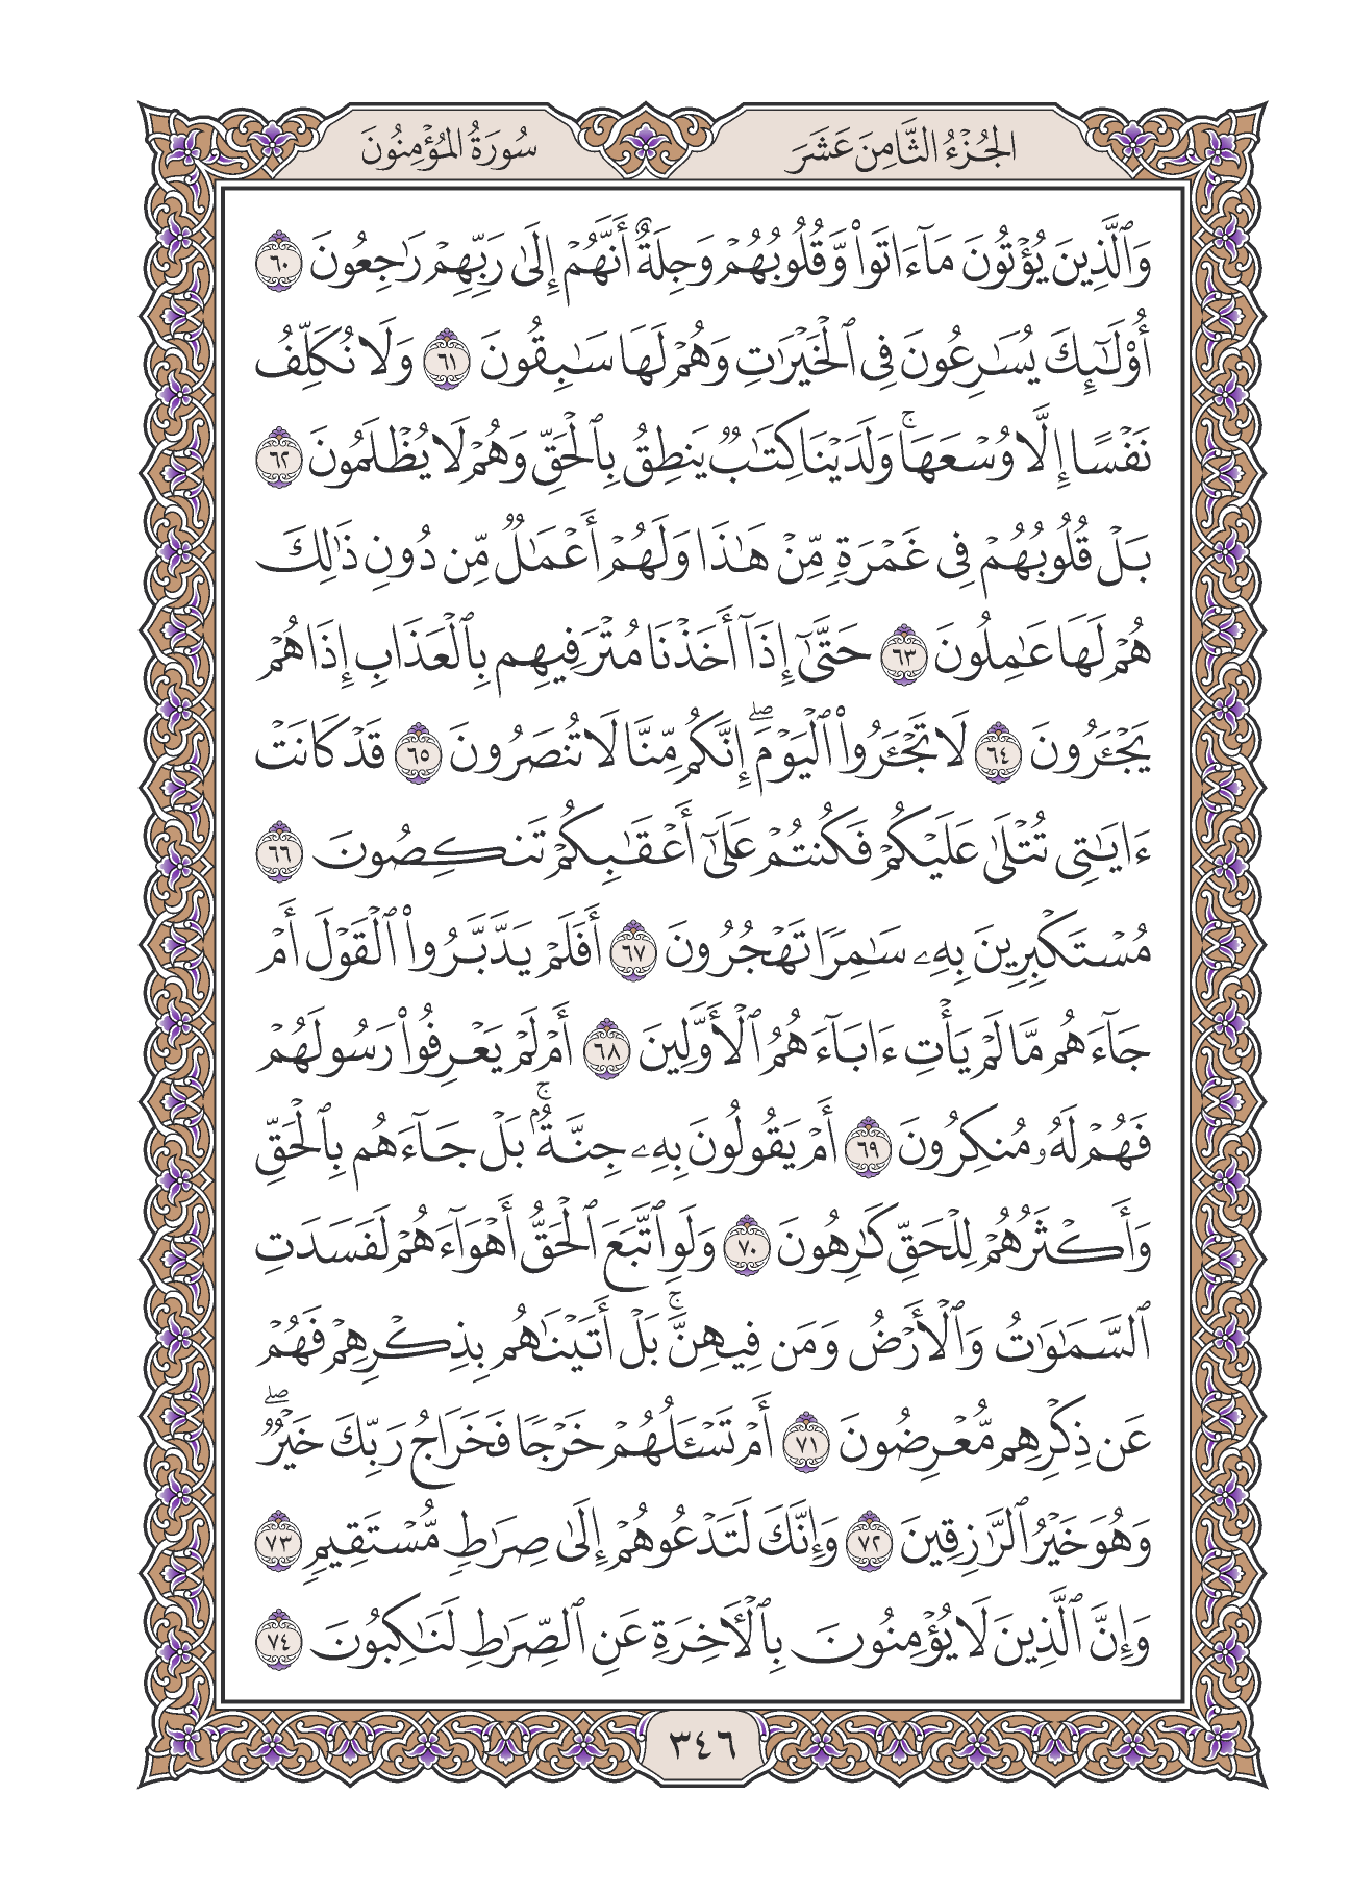 الجُزْءُ الثَّامِنَ عَشَرَ
سُورَةُ المُؤْمِنُونَ
وَٱلَّذِينَ يُؤۡتُونَ مَآ ءَاتَواْ وَّقُلُوبُهُمۡ وَجِلَةٌ أَنَّهُمۡ إِلَىٰ رَبِّهِمۡ رَٰجِعُونَ ٦٠
أُوْلَٰٓئِكَ يُسَٰرِعُونَ فِي ٱلۡخَيۡرَٰتِ وَهُمۡ لَهَا سَٰبِقُونَ ٦١ وَلَا نُكَلِّفُ
نَفۡسًا إِلَّا وُسۡعَهَاۚ وَلَدَيۡنَا كِتَٰبٞ يَنطِقُ بِٱلۡحَقِّ وَهُمۡ لَا يُظۡلَمُونَ ٦٢
بَلۡ قُلُوبُهُمۡ فِي غَمۡرَةٖ مِّنۡ هَٰذَا وَلَهُمۡ أَعۡمَٰلٞ مِّن دُونِ ذَٰلِكَ
هُمۡ لَهَا عَٰمِلُونَ ٦٣ حَتَّىٰٓ إِذَآ أَخَذۡنَا مُتۡرَفِيهِم بِٱلۡعَذَابِ إِذَا هُمۡ
يَجۡـَٔرُونَ ٦٤ لَا تَجۡـَٔرُواْ ٱلۡيَوۡمَۖ إِنَّكُم مِّنَّا لَا تُنصَرُونَ ٦٥ قَدۡ كَانَتۡ
ءَايَٰتِي تُتۡلَىٰ عَلَيۡكُمۡ فَكُنتُمۡ عَلَىٰٓ أَعۡقَٰبِكُمۡ تَنكِصُونَ ٦٦
مُسۡتَكۡبِرِينَ بِهِۦ سَٰمِرٗا تَهۡجُرُونَ ٦٧ أَفَلَمۡ يَدَّبَّرُواْ ٱلۡقَوۡلَ أَمۡ
جَآءَهُم مَّا لَمۡ يَأۡتِ ءَابَآءَهُمُ ٱلۡأَوَّلِينَ ٦٨ أَمۡ لَمۡ يَعۡرِفُواْ رَسُولَهُمۡ
فَهُمۡ لَهُۥ مُنكِرُونَ ٦٩ أَمۡ يَقُولُونَ بِهِۦ جِنَّةُۢۚ بَلۡ جَآءَهُم بِٱلۡحَقِّ
وَأَكۡثَرُهُمۡ لِلۡحَقِّ كَٰرِهُونَ ٧٠ وَلَوِ ٱتَّبَعَ ٱلۡحَقُّ أَهۡوَآءَهُمۡ لَفَسَدَتِ
ٱلسَّمَٰوَٰتُ وَٱلۡأَرۡضُ وَمَن فِيهِنَّۚ بَلۡ أَتَيۡنَٰهُم بِذِكۡرِهِمۡ فَهُمۡ
عَن ذِكۡرِهِم مُّعۡرِضُونَ ٧١ أَمۡ تَسۡـَٔلُهُمۡ خَرۡجٗا فَخَرَاجُ رَبِّكَ خَيۡرٞۖ
وَهُوَ خَيۡرُ ٱلرَّٰزِقِينَ ٧٢ وَإِنَّكَ لَتَدۡعُوهُمۡ إِلَىٰ صِرَٰطٖ مُّسۡتَقِيمٖ ٧٣
وَإِنَّ ٱلَّذِينَ لَا يُؤۡمِنُونَ بِٱلۡأٓخِرَةِ عَنِ ٱلصِّرَٰطِ لَنَٰكِبُونَ ٧٤
٣٤٦